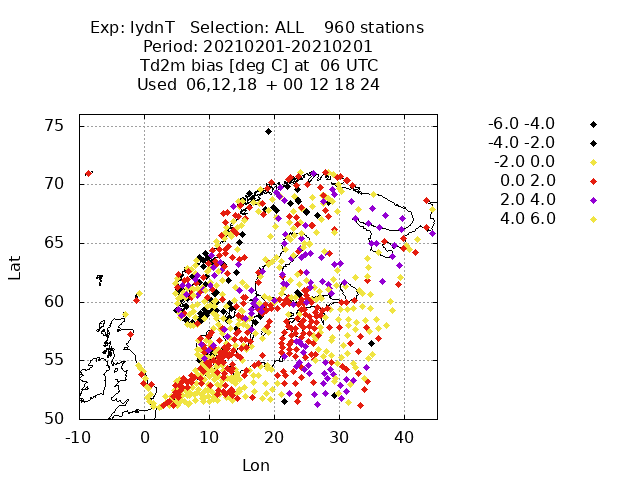 Exp: lydnT Selection: ALL 960 stations
Period: 20210201-20210201
Td2m bias [deg C] at 06 UTC
Used 06,12,18 + 00 12 18 24
-6.0 -4.0
-4.0 -2.0
-2.0 0.0
0.0 2.0
2.0 4.0
4.0 6.0
75
70
65
60
55
50
Lat
-10 0 10 20 30 40
Lon